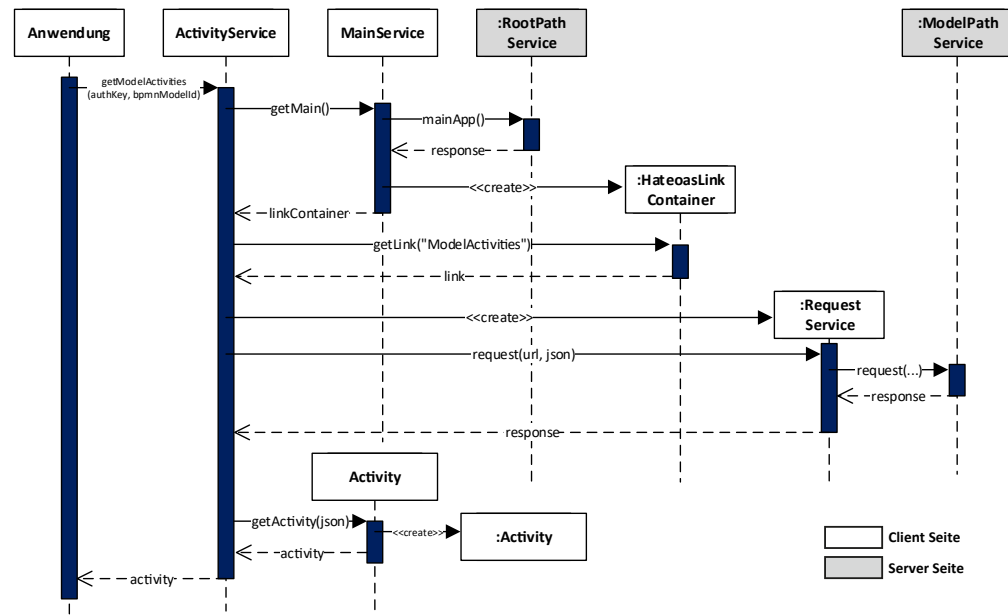 Anwendung
ActivityService
MainService
:RootPath
Service
:ModelPath
Service
getModelActivities
(authKey, bpmnModelId)
getMain()
mainApp()
response
<<create>>
:HateoasLink
Container
linkContainer
getLink("ModelActivities")
link
<<create>>
:Request
Service
request(url, json)
request(...)
response
response
Activity
getActivity(json)
<<create>>
:Activity
activity
activity
Client Seite
Server Seite